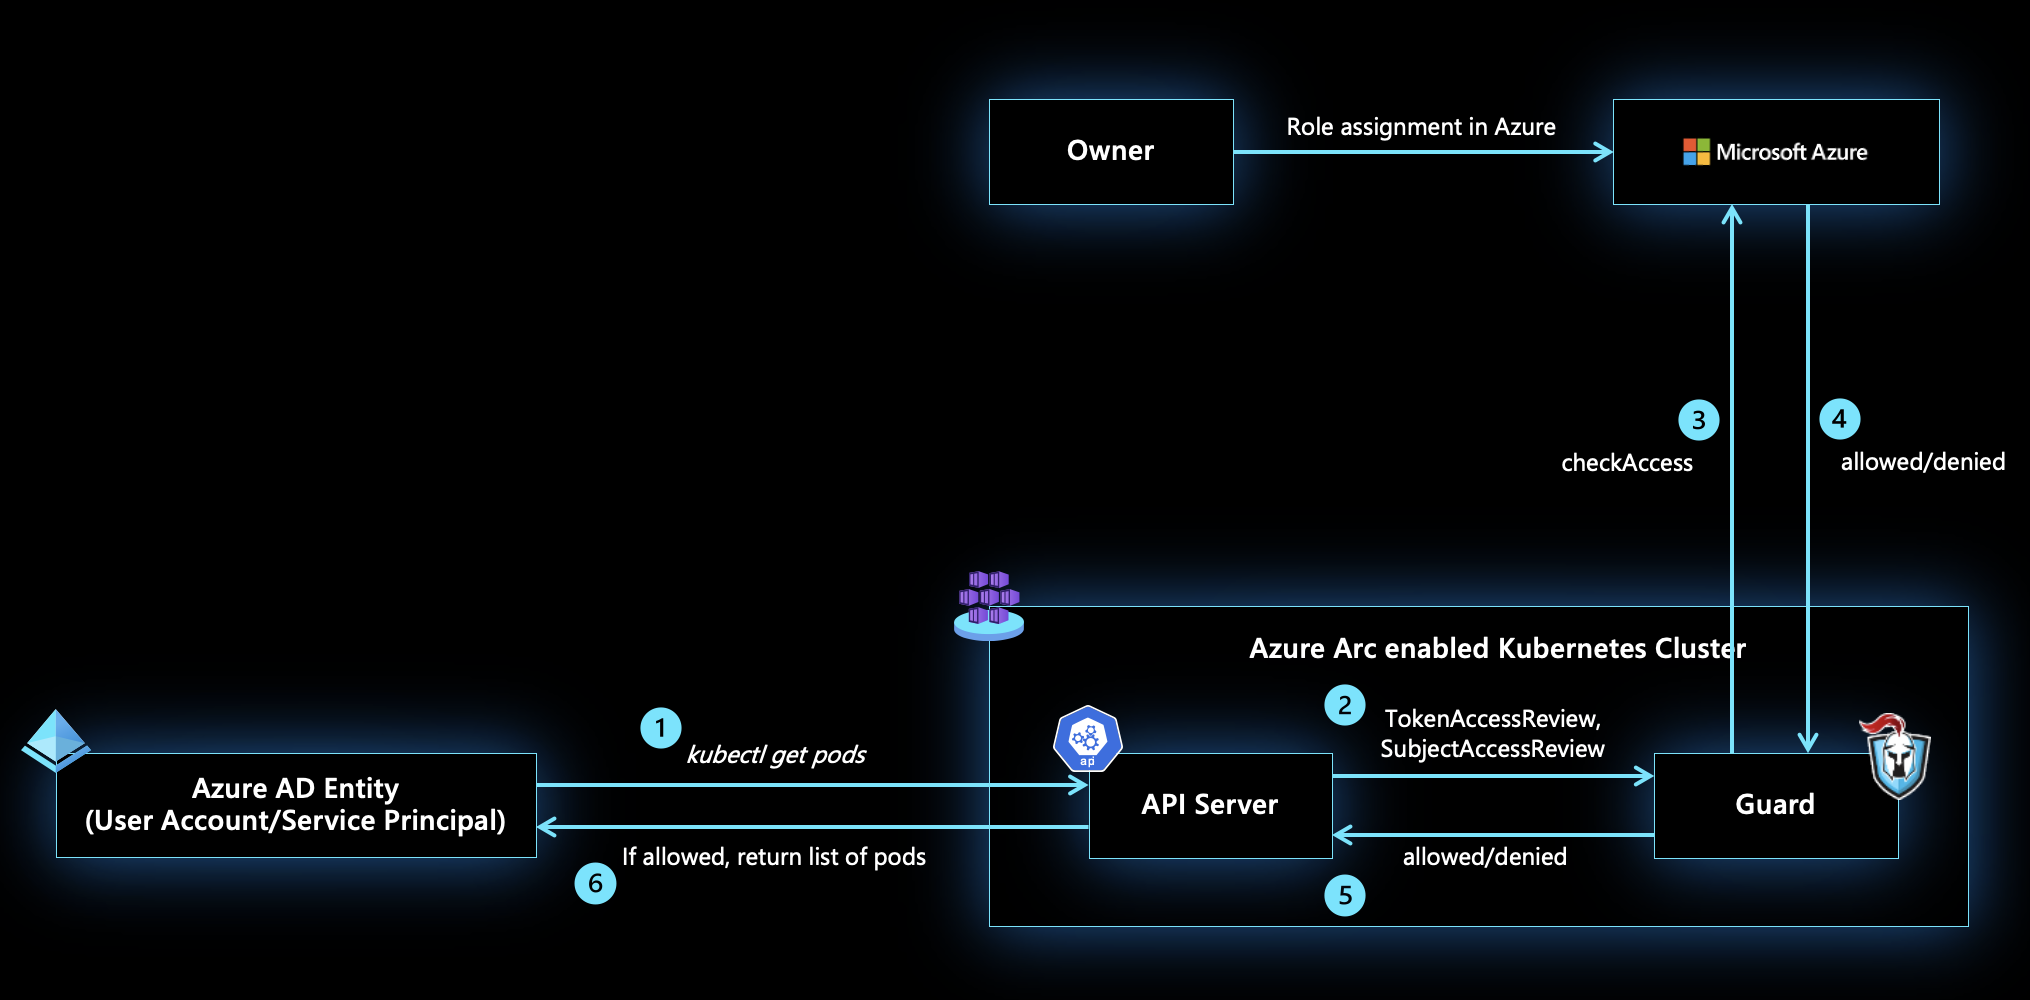 Owner
Role assignment in Azure
Microsoft Azure
3
4
checkAccess
allowed/denied
Azure Arc enabled Kubernetes Cluster
1
kubectl get pods
2
TokenAccessReview,
SubjectAccessReview
api
Azure AD Entity
(User Account/Service Principal)
API Server
Guard
If allowed, return list of pods
6
allowed/denied
5